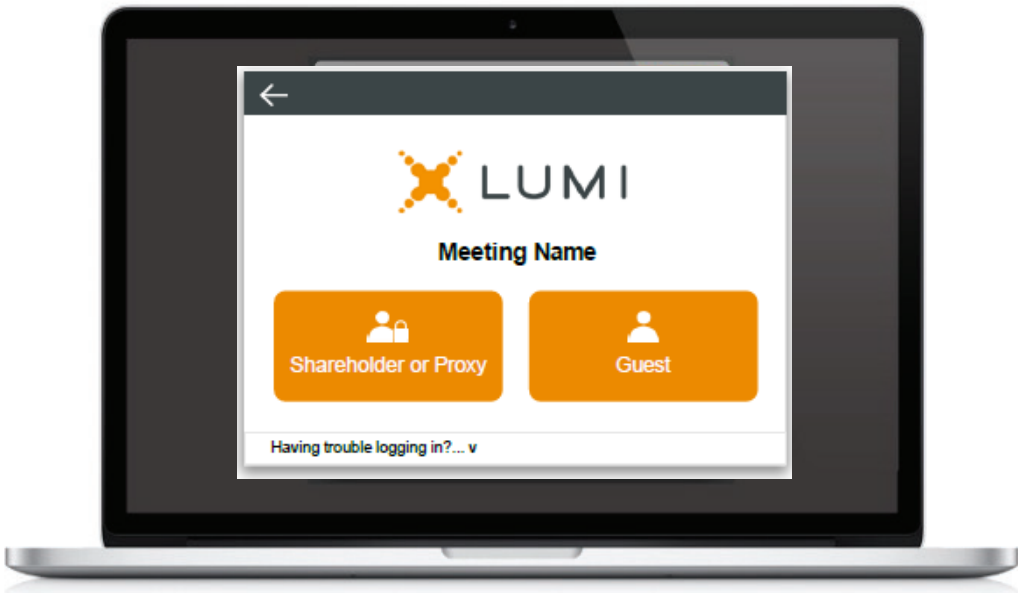 LUMI
Meeting Name
Shareholder or Proxy
Guest
Having trouble logging in?... v